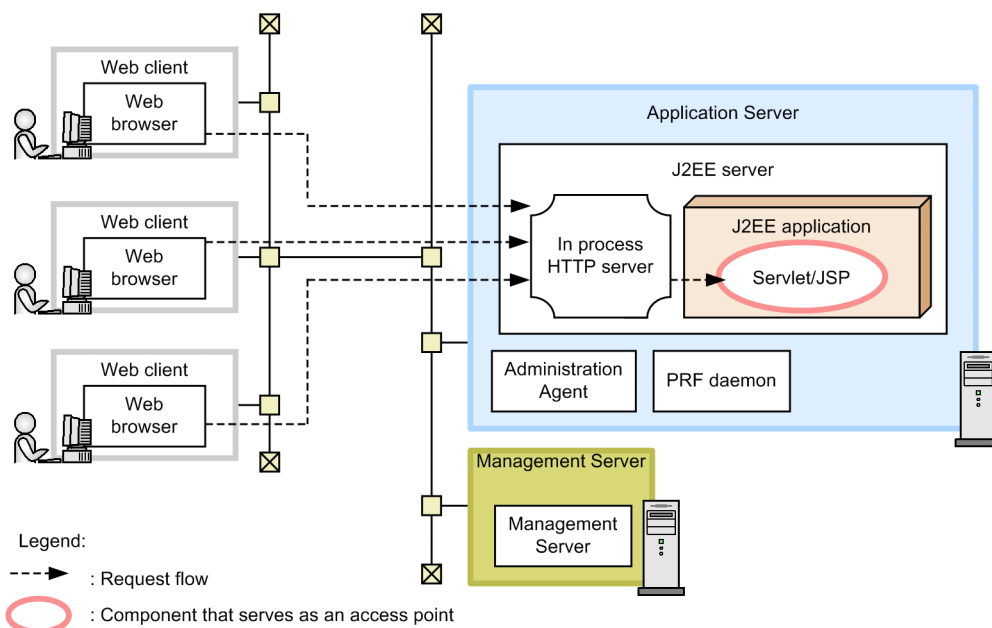 Web client
Web
browser
Web client
Web
browser
Web client
Web
browser
Application Server
J2EE server
In process
HTTP server
J2EE application
Servlet/JSP
Administration
Agent
PRF daemon
Management Server
Management
Server
Legend:
: Request flow
: Component that serves as an access point